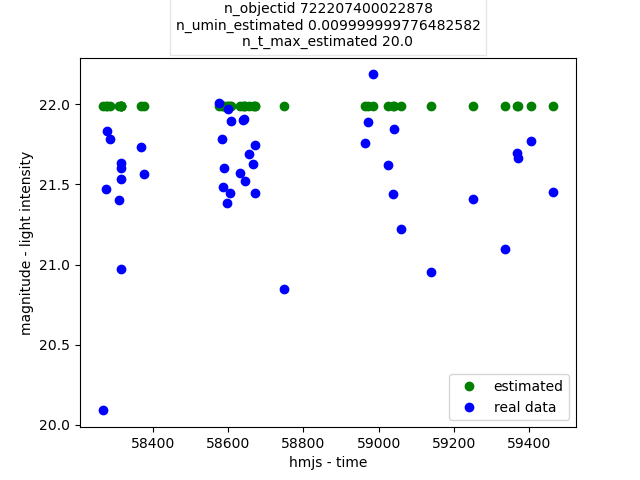 n_objectid 722207400022878
n_umin_estimated 0.009999999776482582
n_t_max_estimated 20.0
magnitude - light intensity
22.0
21.5
21.0
20.5
20.0
estimated
real data
58400 58600 58800 59000 59200 59400
hmjs - time